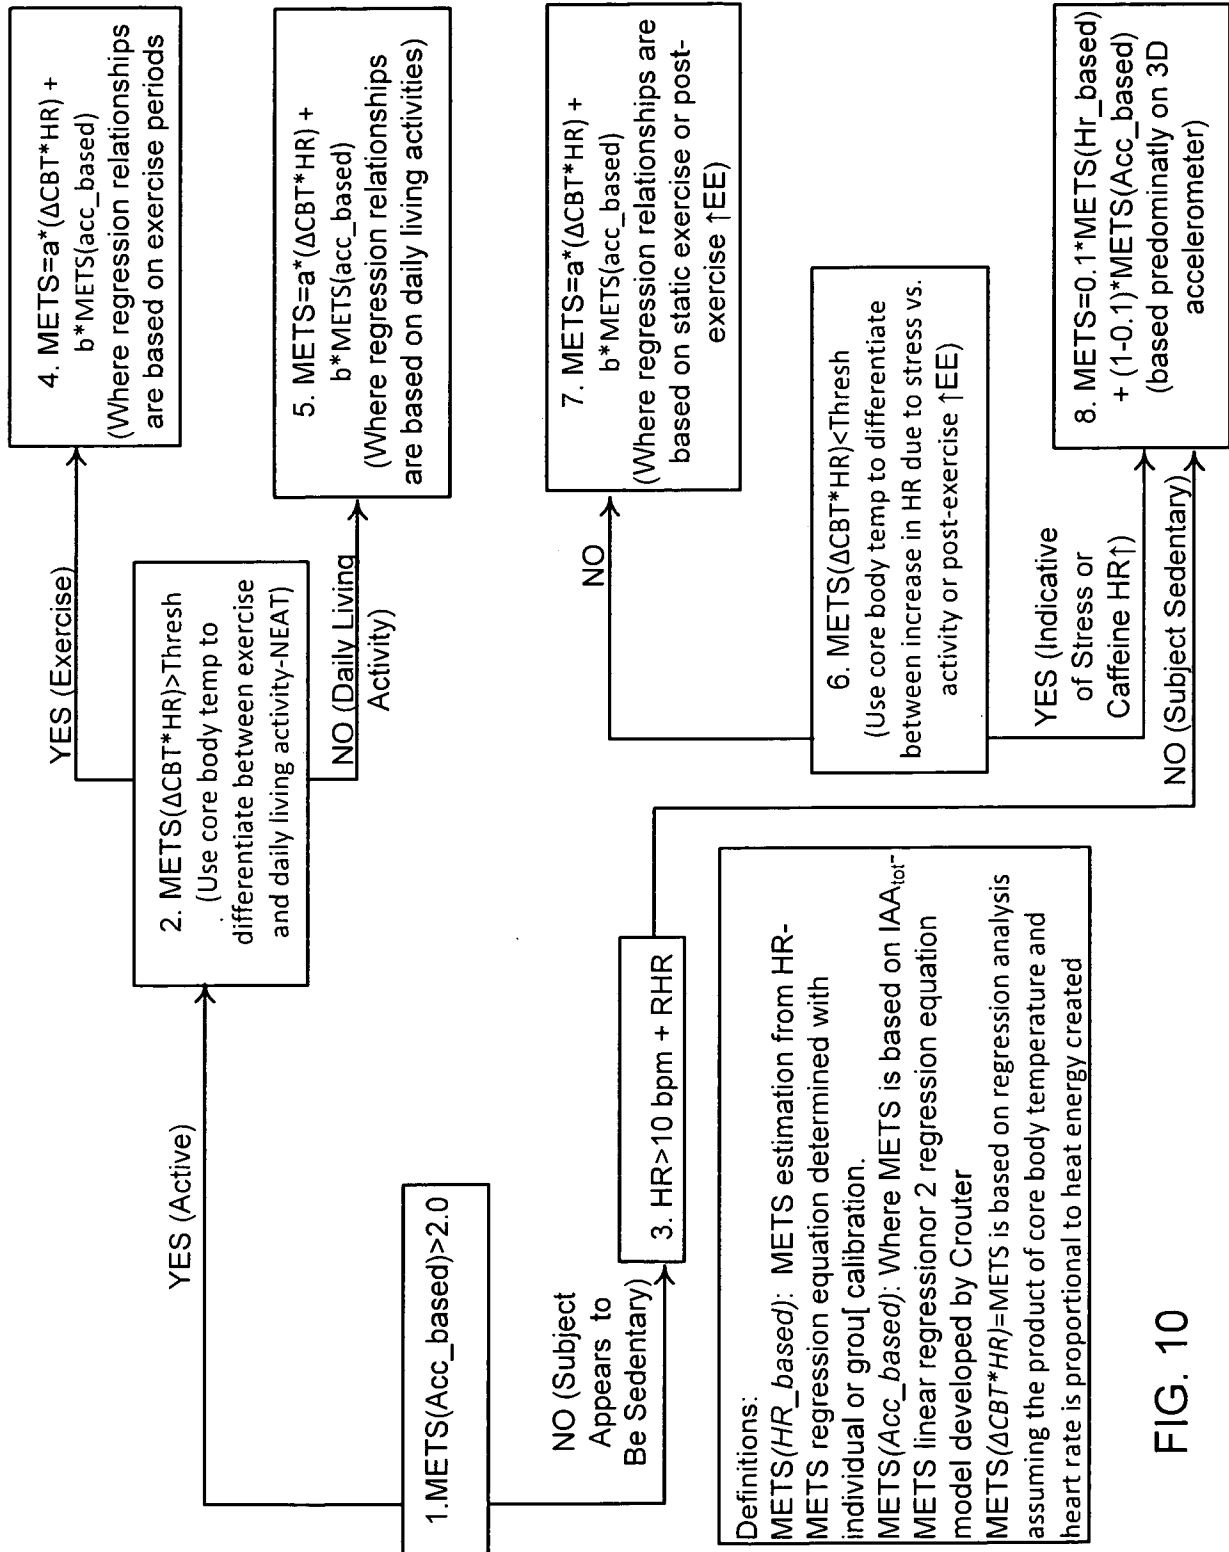 1.METS(Acc_based)>2.0
YES (Active)
NO (Subject
Appears to
Be Sedentary)
2. METS(ΔCBT*HR)>Thresh
(Use core body temp to
differentiate between exercise
and daily living activity-NEAT)
YES (Exercise)
NO (Daily Living
Activity)
3. HR>10 bpm + RHR
4. METS=a*(ΔCBT*HR) +
b*METS(acc_based)
(Where regression relationships
are based on exercise periods
5. METS=a*(ΔCBT*HR) +
b*METS(acc_based)
(Where regression relationships
are based on daily living activities)
6. METS(ΔCBT*HR)<Thresh
(Use core body temp to differentiate
between increase in HR due to stress vs.
activity or post-exercise ↑EE)
NO
YES (Indicative
of Stress or
Caffeine HR↑)
NO (Subject Sedentary)
7. METS=a*(ΔCBT*HR) +
b*METS(acc_based)
(Where regression relationships are
based on static exercise or post-
exercise ↑EE)
8. METS=0.1*METS(Hr_based)
+ (1-0.1)*METS(Acc_based)
(based predominatly on 3D
accelerometer)
Definitions:
METS(HR_based): METS estimation from HR-
METS regression equation determined with
individual or grou[ calibration.
METS(Acc_based): Where METS is based on IAAtot-
METS linear regressionor 2 regression equation
model developed by Crouter
METS(ΔCBT*HR)=METS is based on regression analysis
assuming the product of core body temperature and
heart rate is proportional to heat energy created
FIG. 10